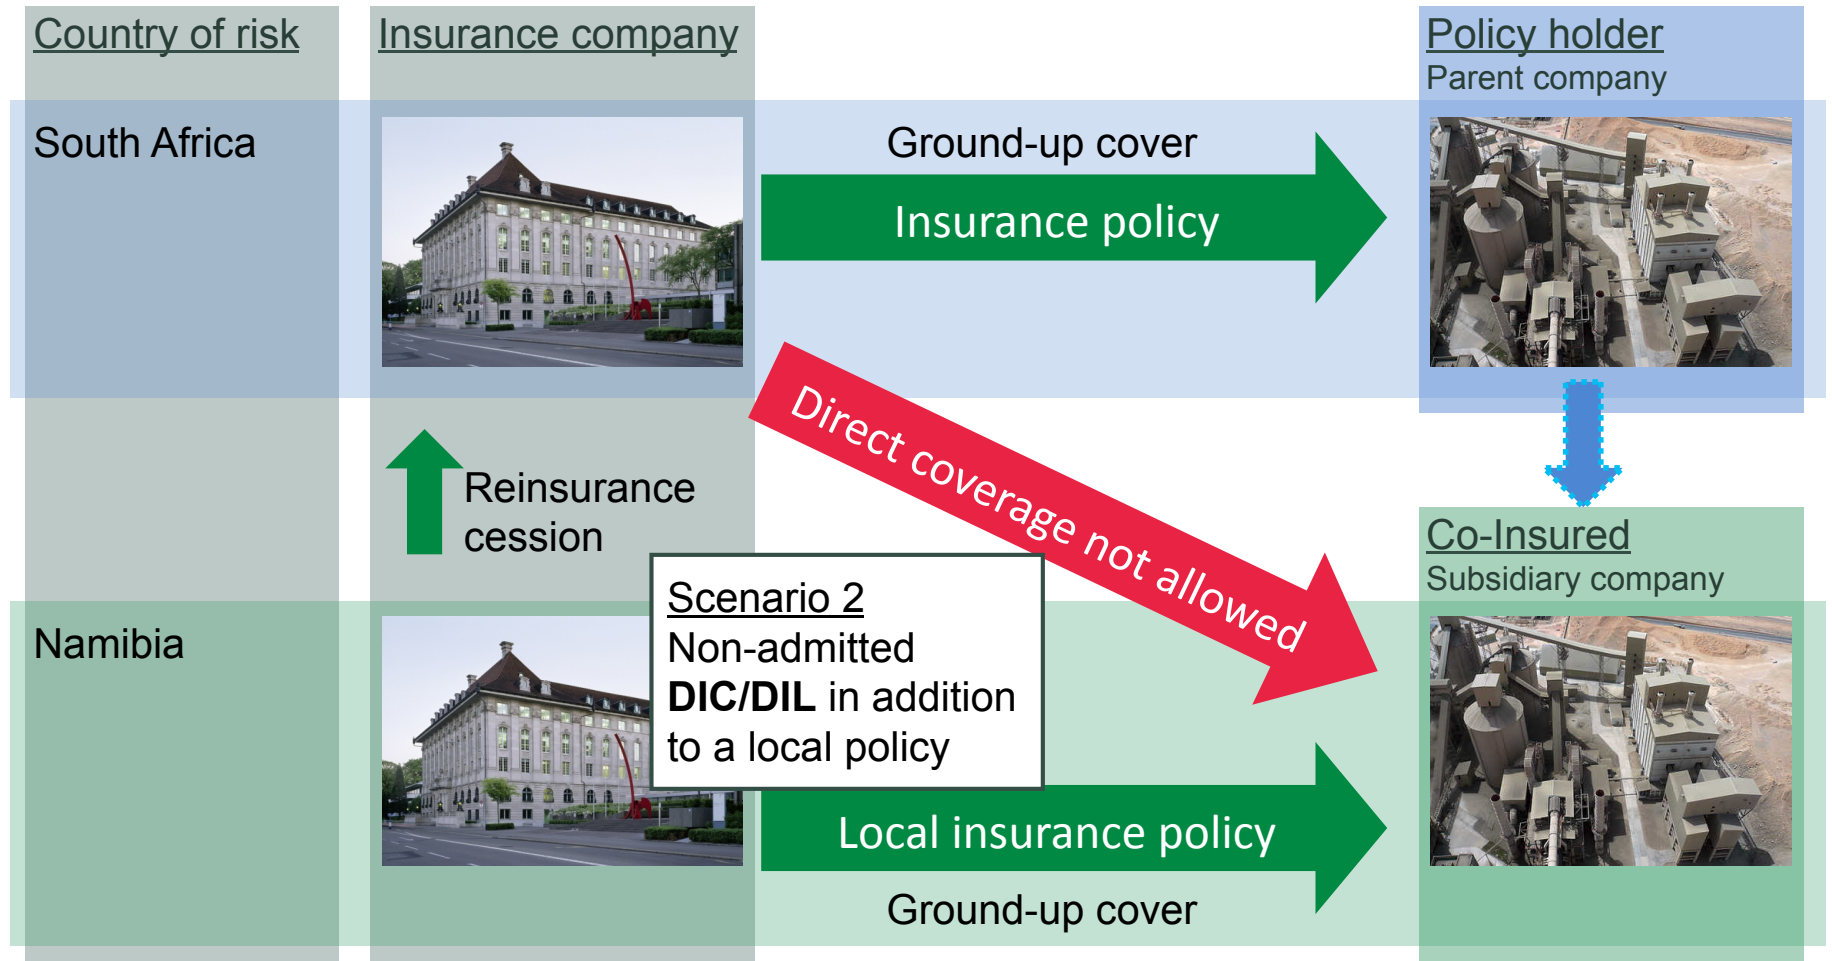 Country of risk
Insurance company
Policy holder
Parent company
South Africa
Ground-up cover
Insurance policy
Direct coverage not allowed
Reinsurance
cession
Co-Insured
Subsidiary company
Namibia
Scenario 2
Non-admitted
DIC/DIL in addition
to a local policy
Local insurance policy
Ground-up cover